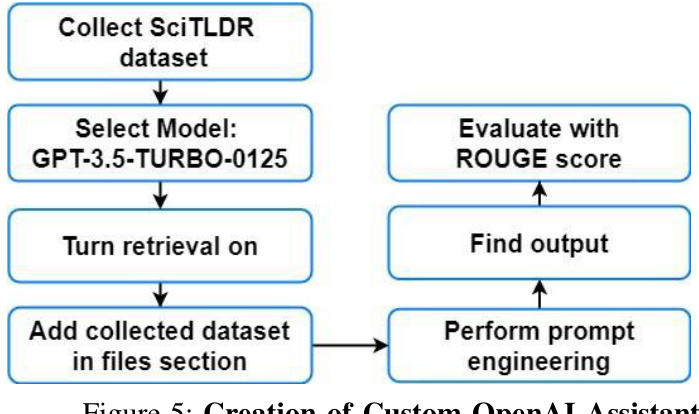 Collect SciTLDR
dataset
Select Model:
GPT-3.5-TURBO-0125
Turn retrieval on
Add collected dataset
in files section
Perform prompt
engineering
Find output
Evaluate with
ROUGE score
Figure 5: Creation of Custom OpenAI Assistant